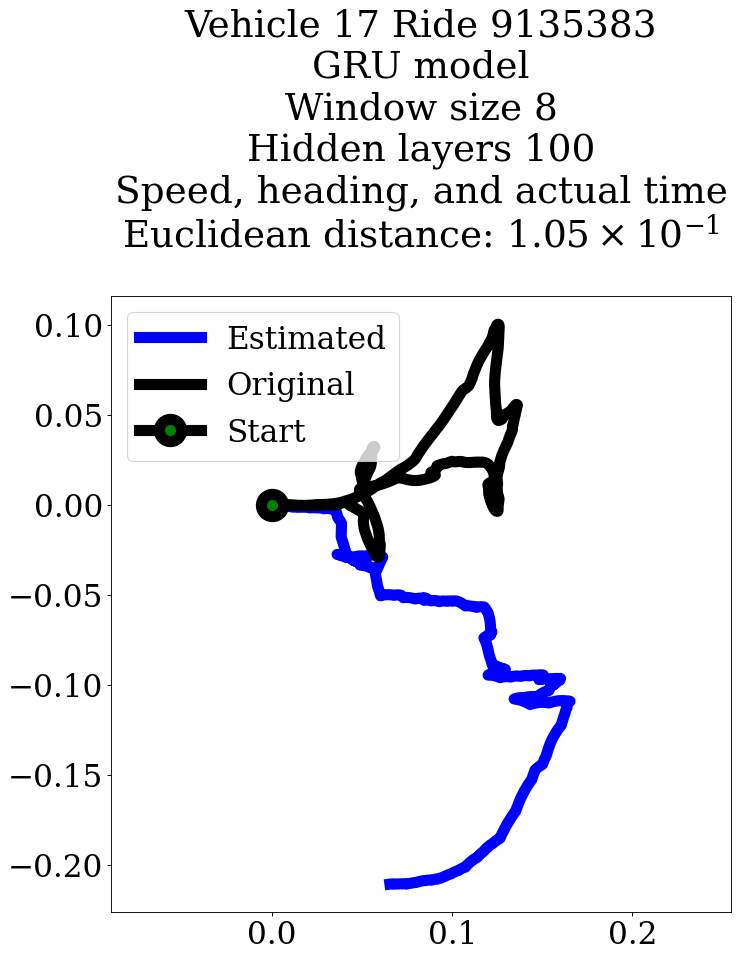 Vehicle 17 Ride 9135383
GRU model
Window size 8
Hidden layers 100
Speed, heading, and actual time
Euclidean distance: 1.05 × 10⁻¹
Estimated
Original
Start
0.10
0.05
0.00
−0.05
−0.10
−0.15
−0.20
0.0 0.1 0.2